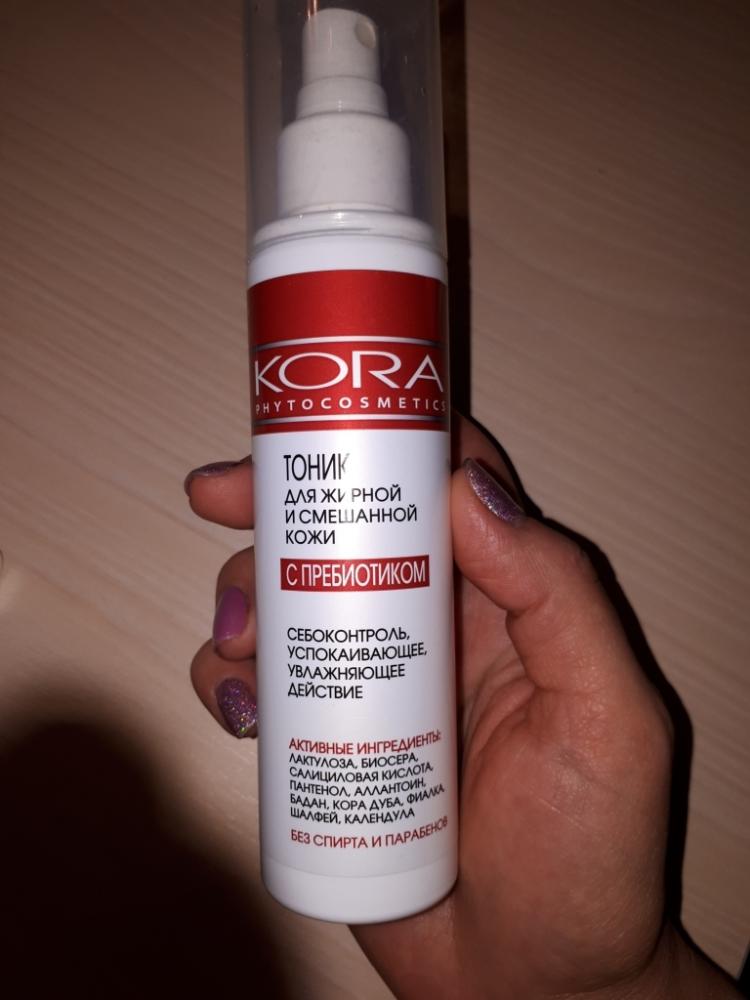 KORA
PHYTOCOSMETICS
ТОНИК
ДЛЯ ЖИРНОЙ
И СМЕШАННОЙ
КОЖИ
С ПРЕБИОТИКОМ
СЕБОКОНТРОЛЬ,
УСПОКАИВАЮЩЕЕ,
УВЛАЖНЯЮЩЕЕ
ДЕЙСТВИЕ
АКТИВНЫЕ ИНГРЕДИЕНТЫ:
ЛАКТУЛОЗА, БИОСЕРА,
САЛИЦИЛОВАЯ КИСЛОТА,
ПАНТЕНОЛ, АЛЛАНТОИН,
БАДАН, КОРА ДУБА, ФИАЛКА,
ШАЛФЕЙ, КАЛЕНДУЛА
БЕЗ СПИРТА И ПАРАБЕНОВ